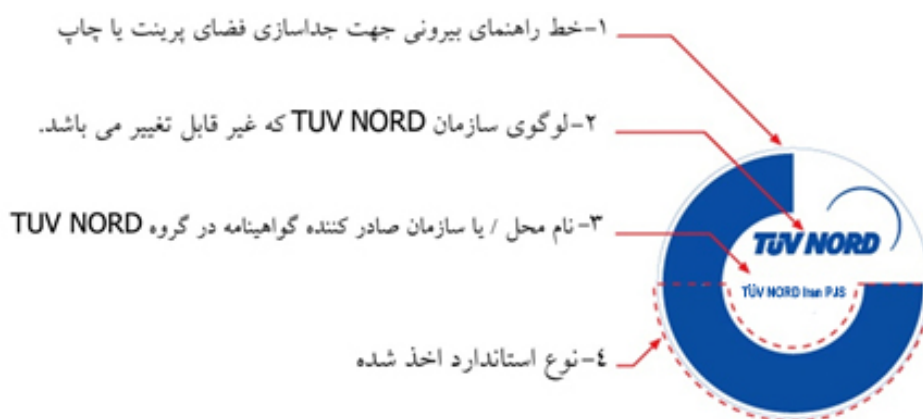 ۱-خط راهنمای بیرونی جهت جداسازی فضای پرینت یا چاپ
۲-لوگوی سازمان TUV NORD که غیر قابل تغییر می باشد.
۳-نام محل / یا سازمان صادر کننده گواهینامه در گروه TUV NORD
٤-نوع استاندارد اخذ شده
TÜV NORD
TÜV NORD Iran PJS